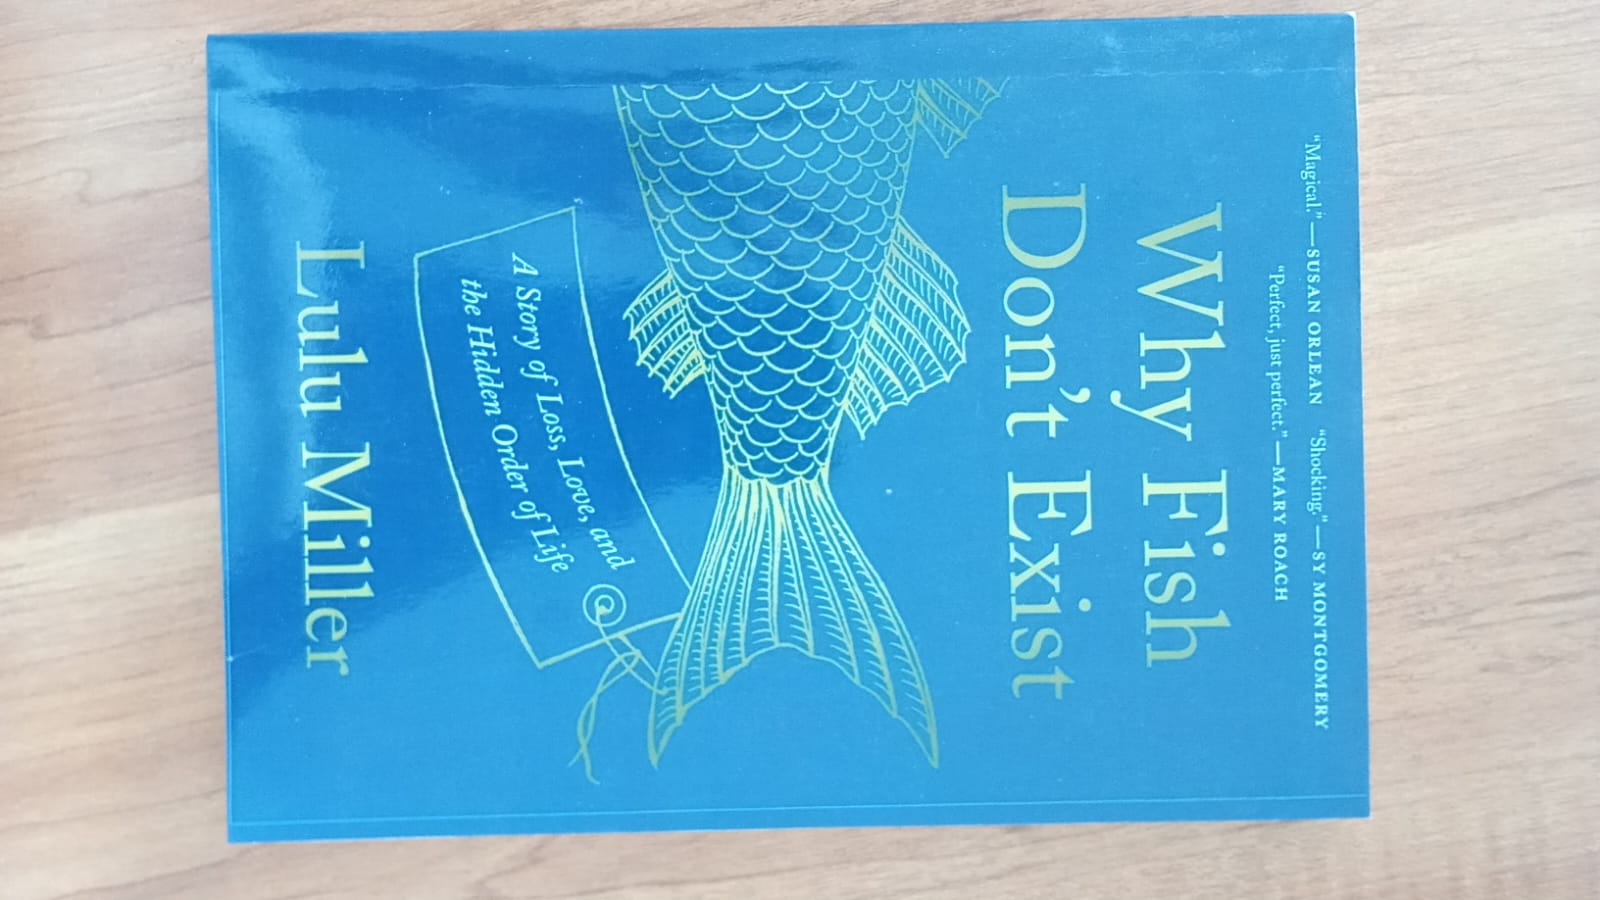 “Magical.” —SUSAN ORLEAN “Shocking.” —SY MONTGOMERY
“Perfect, just perfect.” —MARY ROACH
Why Fish
Don’t Exist
A Story of Loss, Love, and
the Hidden Order of Life
Lulu Miller